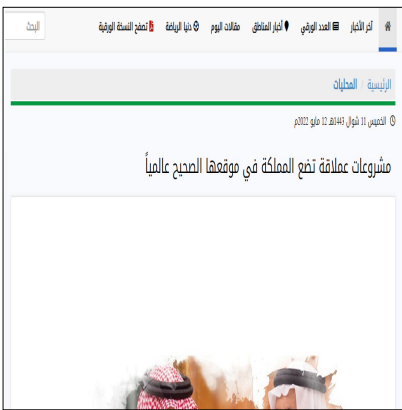 آخر الأخبار العدد الورقي أخبار المناطق مقالات اليوم دنيا الرياضة تصفح النسخة الورقية البحث
الرئيسية / المحليات
الخميس 11 شوال 1443هـ 12 مايو 2022م
مشروعات عملاقة تضع المملكة في موقعها الصحيح عالمياً